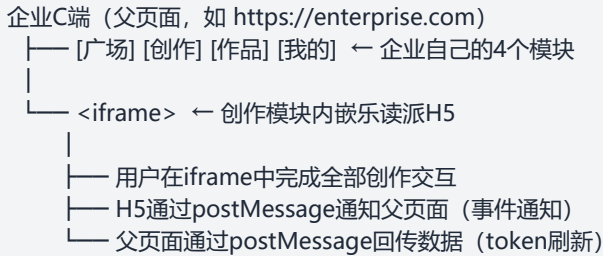 企业C端（父页面，如 https://enterprise.com）
├── [广场] [创作] [作品] [我的] ← 企业自己的4个模块
│
└── <iframe> ← 创作模块内嵌乐读派H5
│
├── 用户在iframe中完成全部创作交互
├── H5通过postMessage通知父页面（事件通知）
└── 父页面通过postMessage回传数据（token刷新）